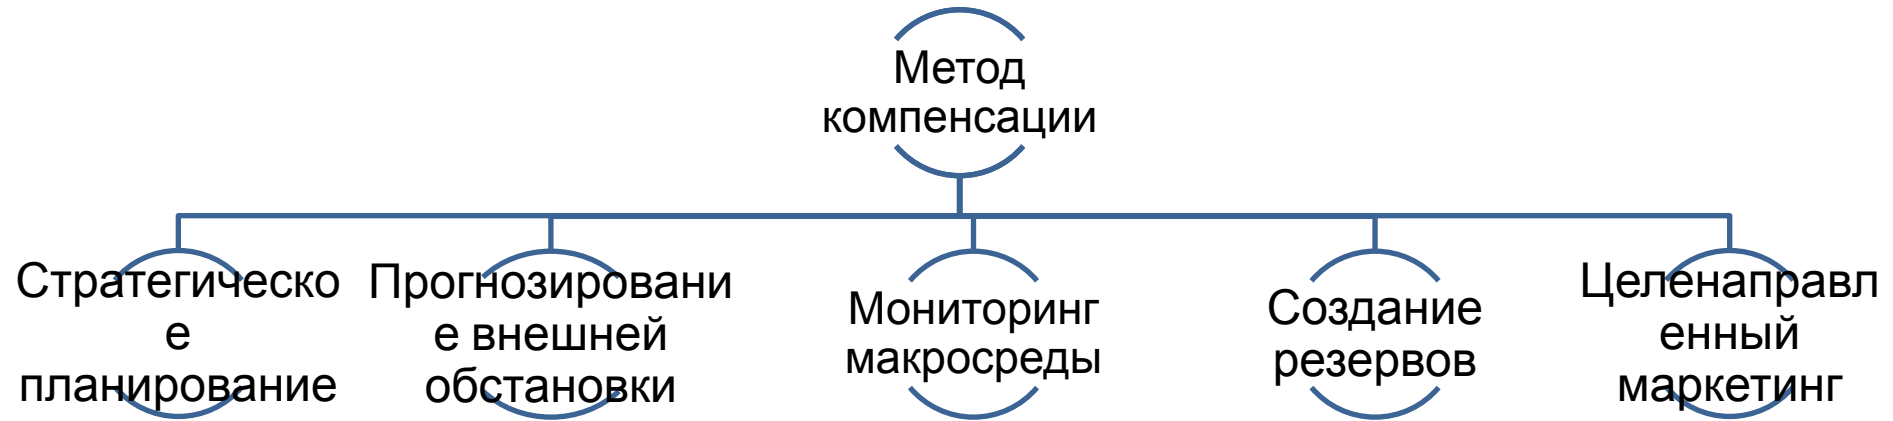 Метод
компенсации
Стратегическо
е
планирование
Прогнозировани
е внешней
обстановки
Мониторинг
макросреды
Создание
резервов
Целенаправл
енный
маркетинг